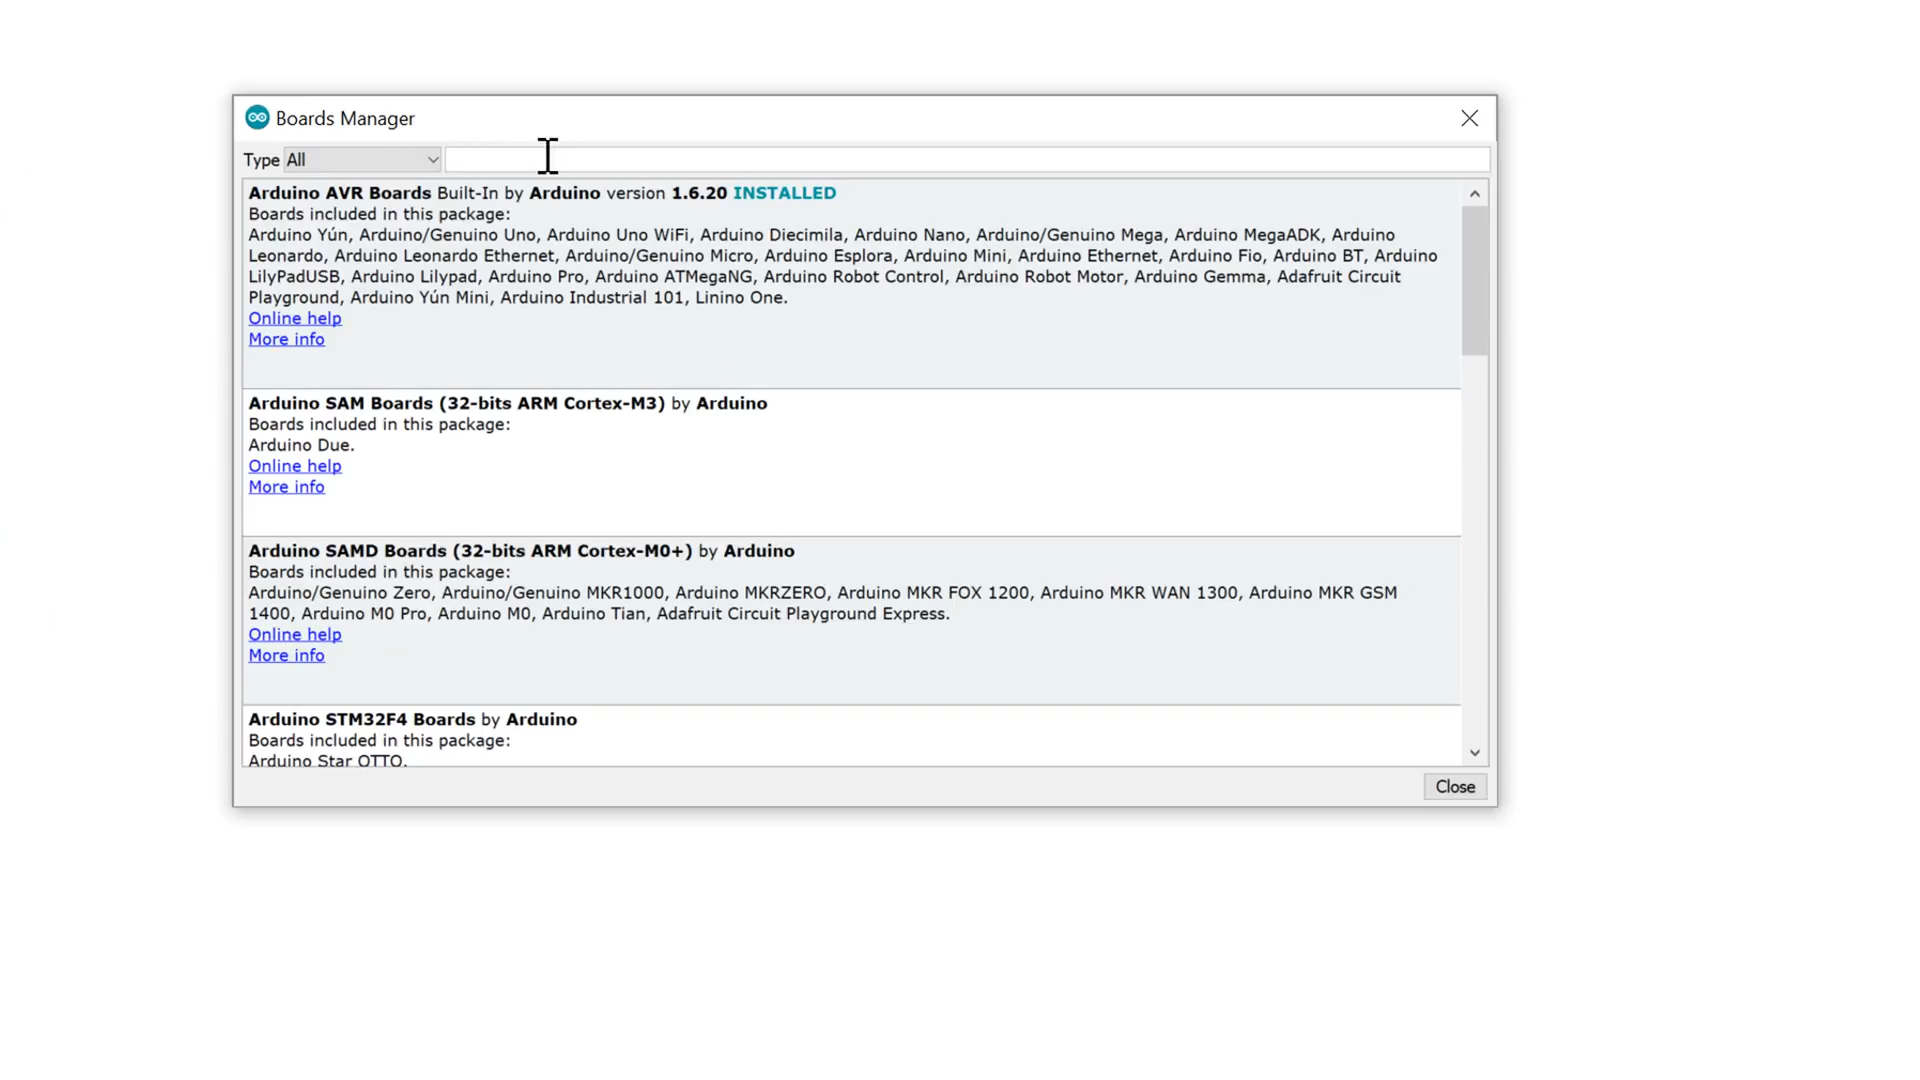 Boards Manager
Type All
Arduino AVR Boards Built-In by Arduino version 1.6.20 INSTALLED
Boards included in this package:
Arduino Yún, Arduino/Genuino Uno, Arduino Uno WiFi, Arduino Diecimila, Arduino Nano, Arduino/Genuino Mega, Arduino MegaADK, Arduino
Leonardo, Arduino Leonardo Ethernet, Arduino/Genuino Micro, Arduino Esplora, Arduino Mini, Arduino Ethernet, Arduino Fio, Arduino BT, Arduino
LilyPadUSB, Arduino Lilypad, Arduino Pro, Arduino ATMegaNG, Arduino Robot Control, Arduino Robot Motor, Arduino Gemma, Adafruit Circuit
Playground, Arduino Yún Mini, Arduino Industrial 101, Linino One.
Online help
More info
Arduino SAM Boards (32-bits ARM Cortex-M3) by Arduino
Boards included in this package:
Arduino Due.
Online help
More info
Arduino SAMD Boards (32-bits ARM Cortex-M0+) by Arduino
Boards included in this package:
Arduino/Genuino Zero, Arduino/Genuino MKR1000, Arduino MKRZERO, Arduino MKR FOX 1200, Arduino MKR WAN 1300, Arduino MKR GSM
1400, Arduino M0 Pro, Arduino M0, Arduino Tian, Adafruit Circuit Playground Express.
Online help
More info
Arduino STM32F4 Boards by Arduino
Boards included in this package:
Arduino Star OTTO.
Close